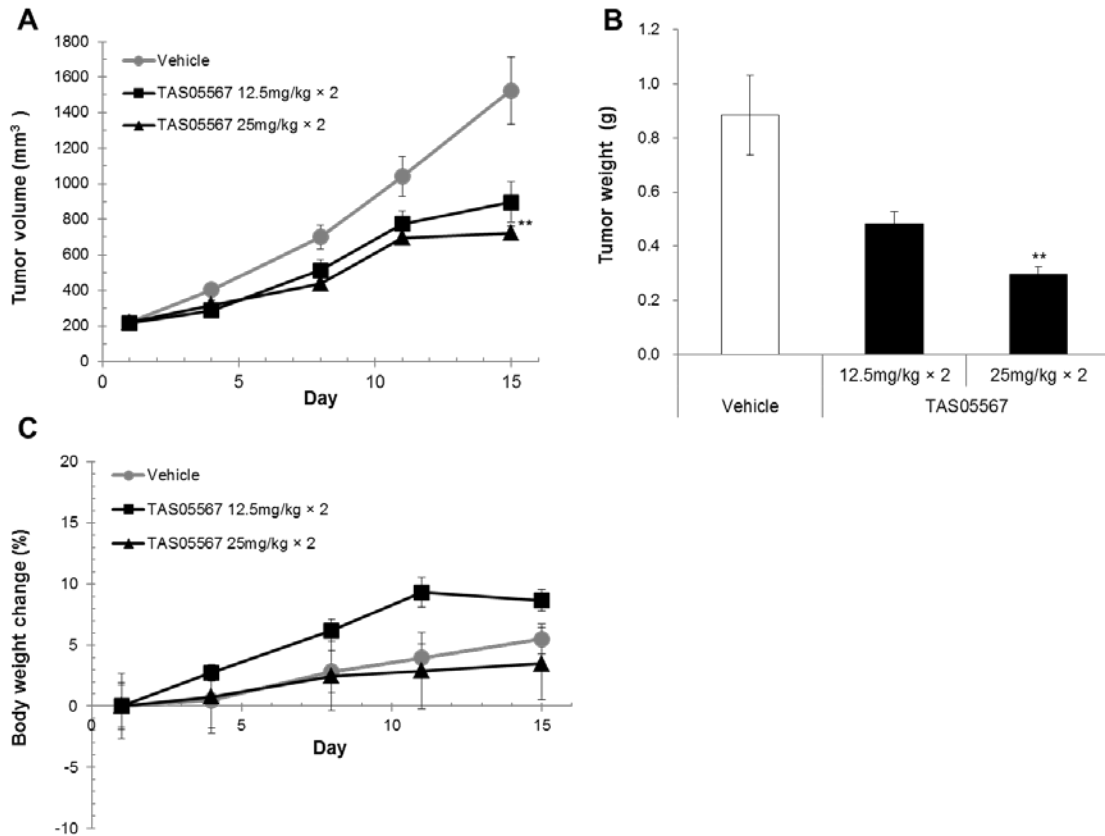 A
Tumor volume (mm³)
1800
1600
1400
1200
1000
800
600
400
200
0
Vehicle
TAS05567 12.5mg/kg × 2
TAS05567 25mg/kg × 2
**
0
5
10
15
Day
B
Tumor weight (g)
1.2
1.0
0.8
0.6
0.4
0.2
0.0
**
12.5mg/kg × 2
25mg/kg × 2
Vehicle
TAS05567
C
Body weight change (%)
20
15
10
5
0
-5
-10
Vehicle
TAS05567 12.5mg/kg × 2
TAS05567 25mg/kg × 2
0
5
10
15
Day